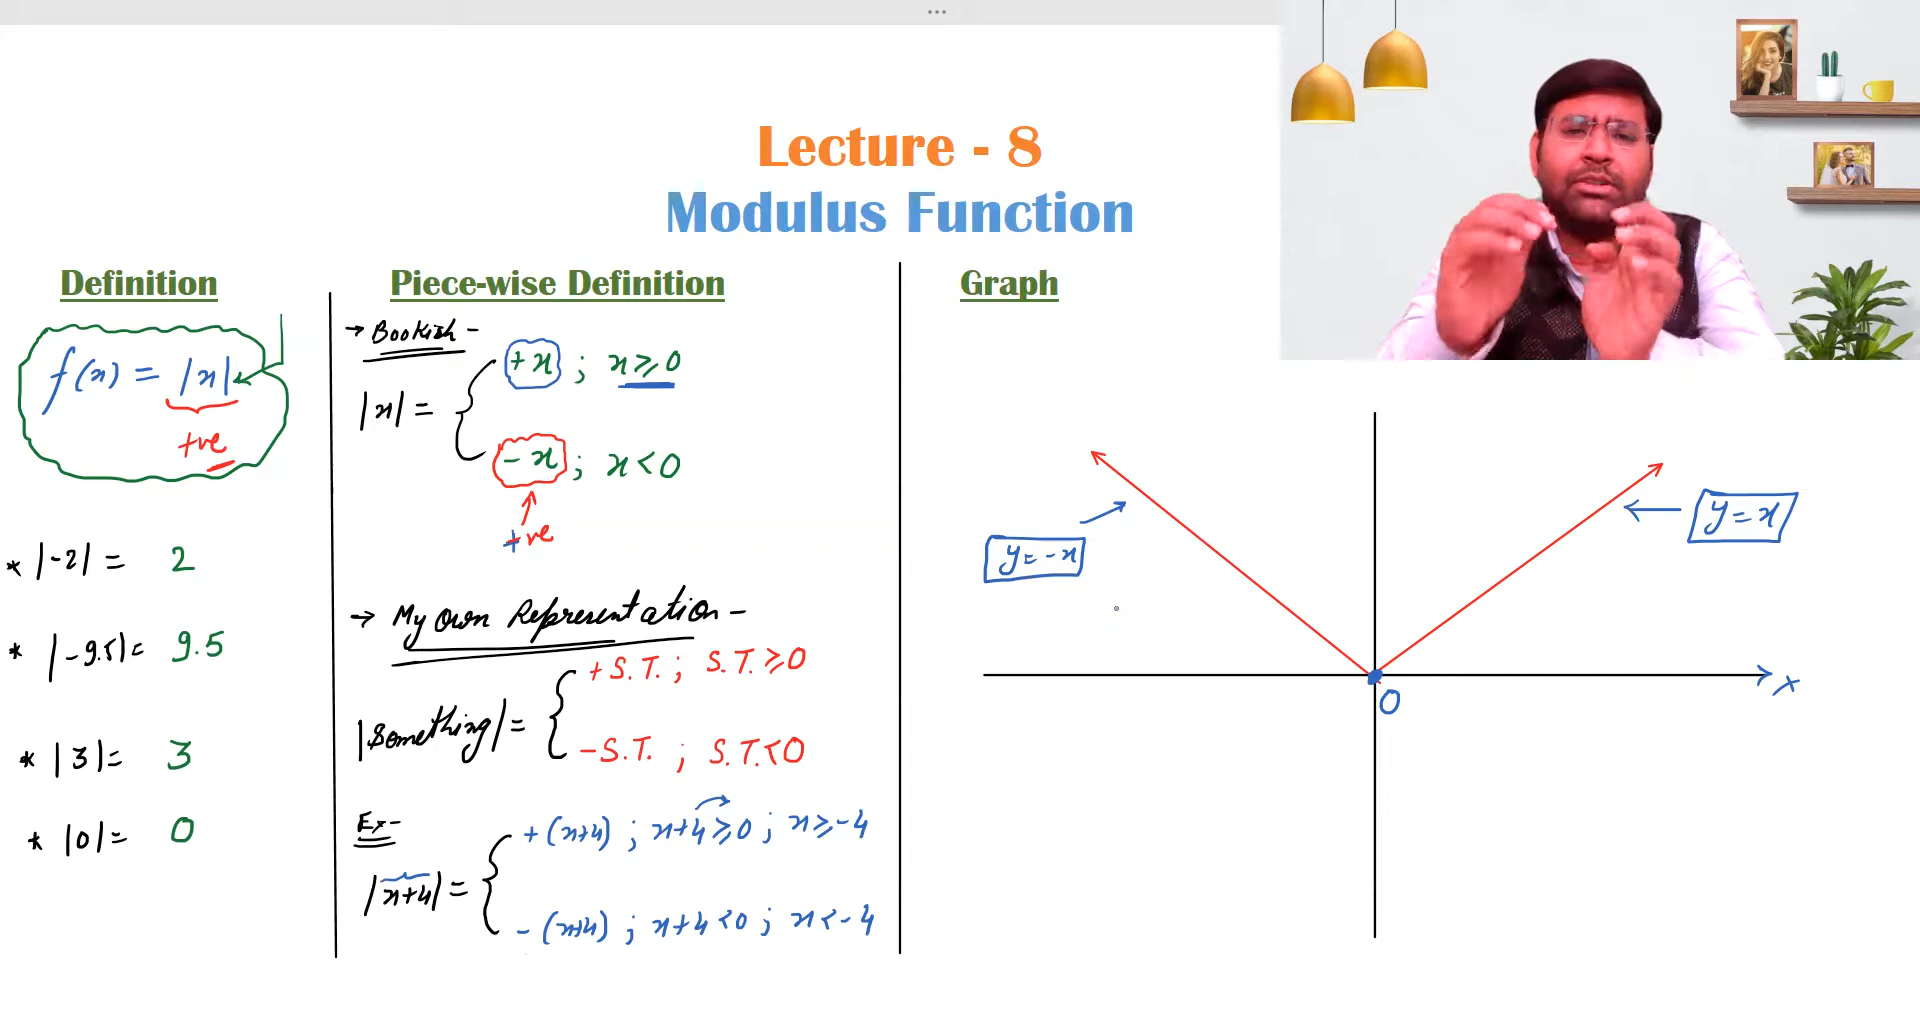 Lecture - 8
Modulus Function
Definition
f(x) = |x|
+ve
* |-2| = 2
* |-9.5| = 9.5
* |3| = 3
* |0| = 0
Piece-wise Definition
→ Bookish -
|x| = { +x ; x ≥ 0
- x ; x < 0
+ve
→ My own Representation -
|Something| = { + S.T. ; S.T. ≥ 0
- S.T. ; S.T. < 0
Ex-
|x+4| = { + (x+4) ; x+4 ≥ 0 ; x ≥ -4
- (x+4) ; x+4 < 0 ; x < -4
Graph
y = -x
y = x
x
0